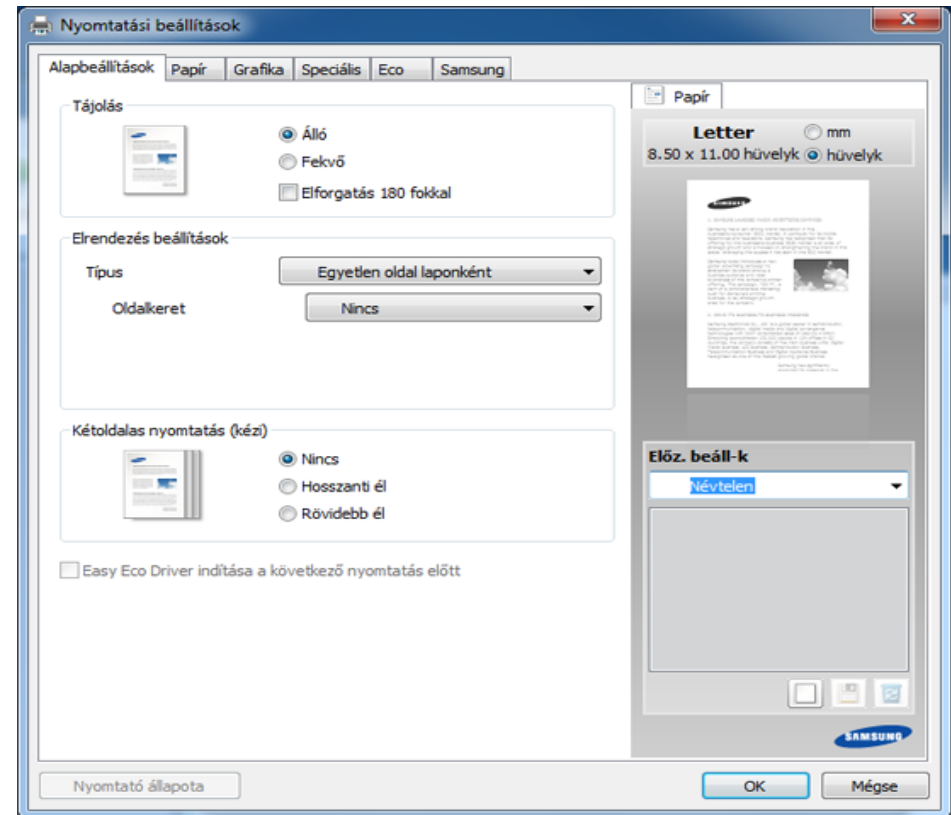 Nyomtatási beállítások
Alapbeállítások Papír Grafika Speciális Eco Samsung
Tájolás
Álló
Fekvő
Elforgatás 180 fokkal
Elrendezés beállítások
Típus Egyetlen oldal laponként
Oldalkeret Nincs
Kétoldalas nyomtatás (kézi)
Nincs
Hosszanti él
Rövidebb él
Easy Eco Driver indítása a következő nyomtatás előtt
Papír
Letter mm
8.50 x 11.00 hüvelyk hüvelyk
SAMSUNG
Előz. beáll-k
Névtelen
SAMSUNG
Nyomtató állapota OK Mégse